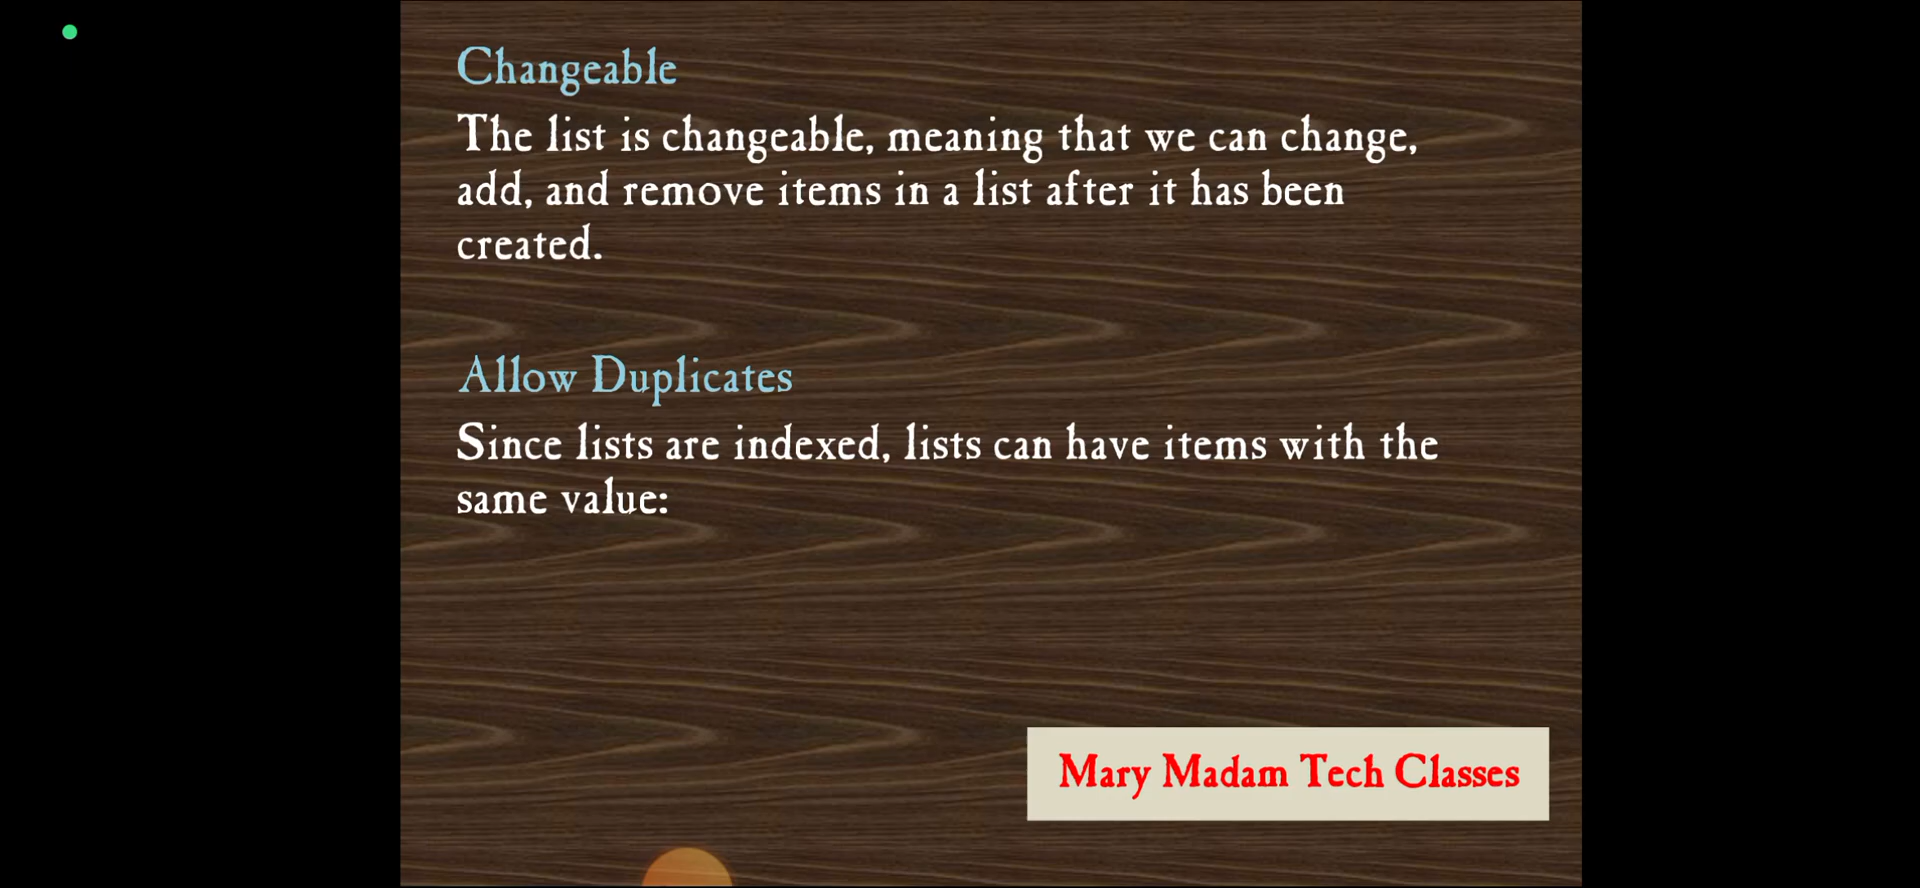 Changeable
The list is changeable, meaning that we can change,
add, and remove items in a list after it has been
created.
Allow Duplicates
Since lists are indexed, lists can have items with the
same value:
Mary Madam Tech Classes